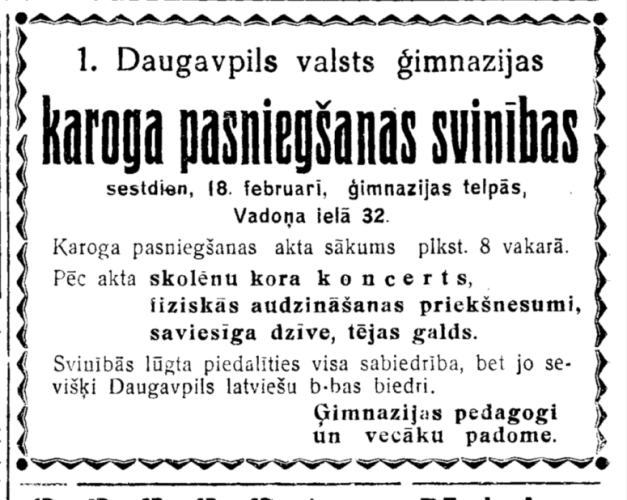 1. Daugavpils valsts ģimnazijas
karoga pasniegšanas svinības
sestdien, 18. februarī, ģimnazijas telpās,
Vadoņa ielā 32.
Karoga pasniegšanas akta sākums plkst. 8 vakarā.
Pēc akta skolēnu kora koncerts,
fiziskās audzināšanas priekšnesumi,
saviesīga dzīve, tējas galds.
Svinībās lūgta piedalīties visa sabiedrība, bet jo se-
višķi Daugavpils latviešu b-bas biedri.
Ģimnazijas pedagogi
un vecāku padome.